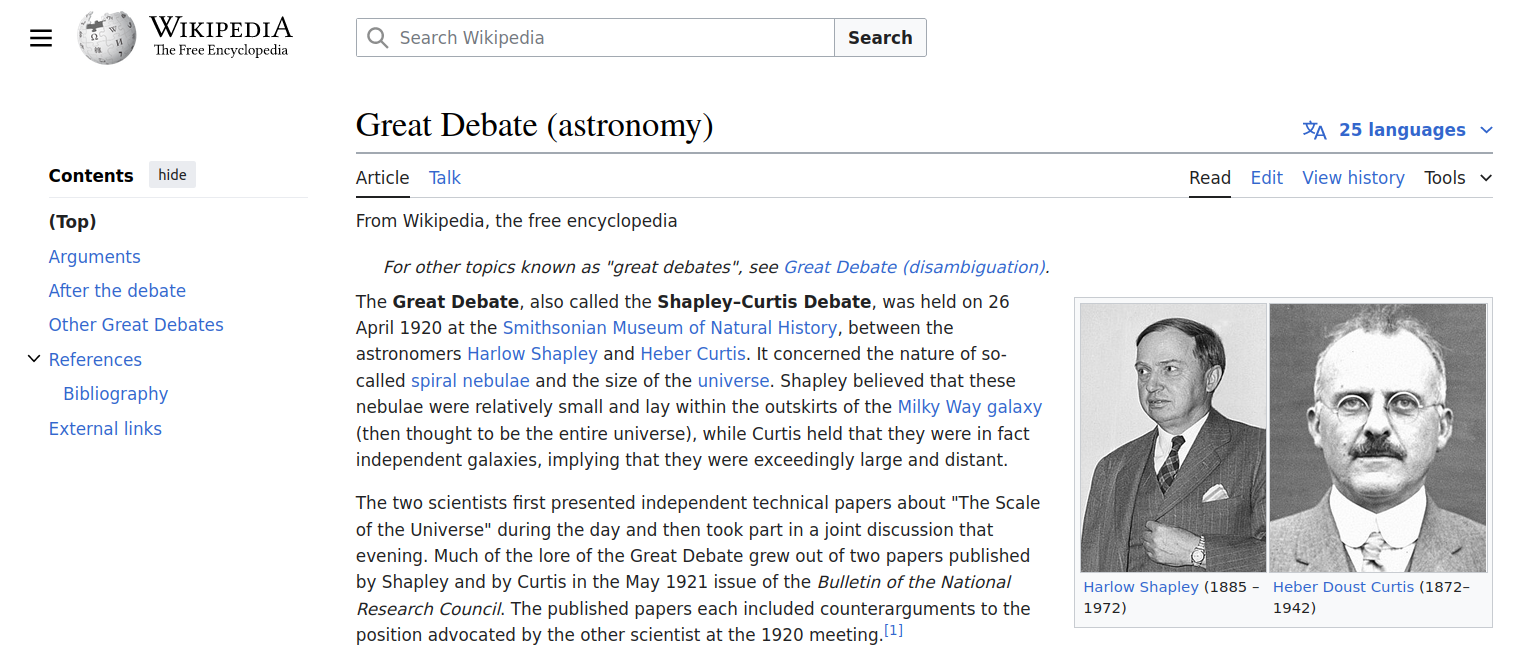 WIKIPEDIA
The Free Encyclopedia
Search Wikipedia
Search
Great Debate (astronomy)
25 languages
Contents
hide
Article
Talk
Read
Edit
View history
Tools
(Top)
Arguments
After the debate
Other Great Debates
References
Bibliography
External links
From Wikipedia, the free encyclopedia
For other topics known as "great debates", see Great Debate (disambiguation).
The Great Debate, also called the Shapley–Curtis Debate, was held on 26
April 1920 at the Smithsonian Museum of Natural History, between the
astronomers Harlow Shapley and Heber Curtis. It concerned the nature of so-
called spiral nebulae and the size of the universe. Shapley believed that these
nebulae were relatively small and lay within the outskirts of the Milky Way galaxy
(then thought to be the entire universe), while Curtis held that they were in fact
independent galaxies, implying that they were exceedingly large and distant.
The two scientists first presented independent technical papers about "The Scale
of the Universe" during the day and then took part in a joint discussion that
evening. Much of the lore of the Great Debate grew out of two papers published
by Shapley and by Curtis in the May 1921 issue of the Bulletin of the National
Research Council. The published papers each included counterarguments to the
position advocated by the other scientist at the 1920 meeting.[1]
Harlow Shapley (1885 –
1972)
Heber Doust Curtis (1872–
1942)